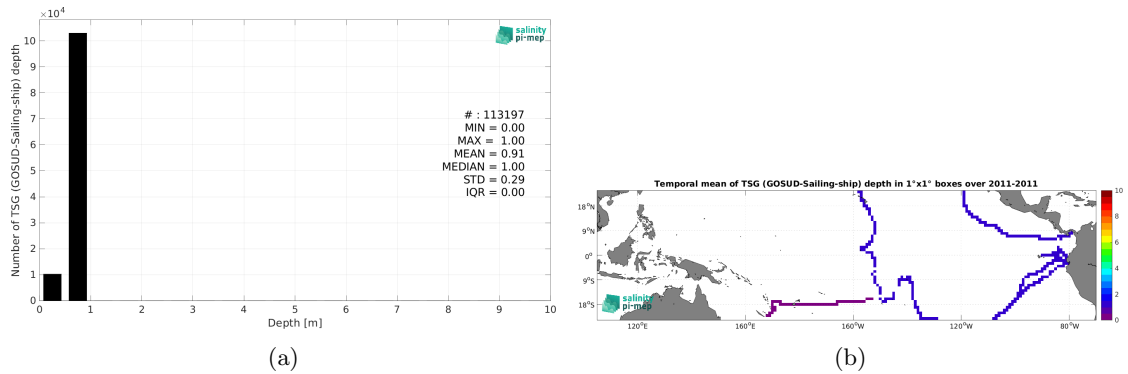 ×10⁴
10
9
8
7
6
5
4
3
2
1
0
0 1 2 3 4 5 6 7 8 9 10
Number of TSG (GOSUD-Sailing-ship) depth
Depth [m]
salinity
pi-mep
# : 113197
MIN = 0.00
MAX = 1.00
MEAN = 0.91
MEDIAN = 1.00
STD = 0.29
IQR = 0.00
(a)
Temporal mean of TSG (GOSUD-Sailing-ship) depth in 1°x1° boxes over 2011-2011
18°N
9°N
0°
9°S
18°S
120°E 160°E 160°W 120°W 80°W
salinity
pi-mep
10
8
6
4
2
0
(b)